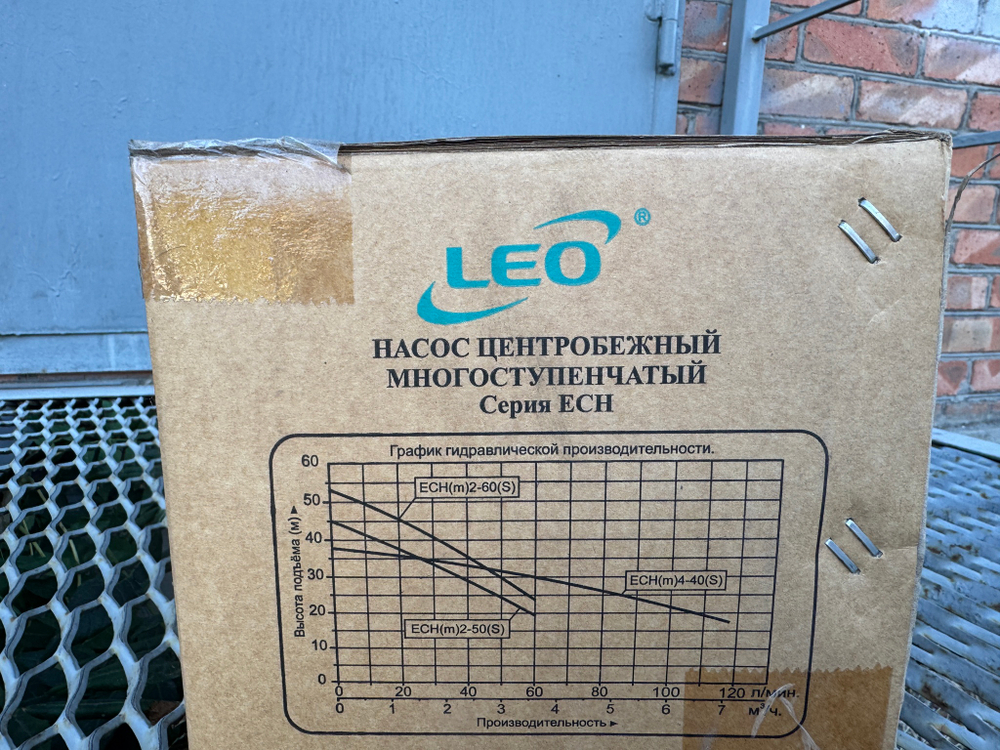 LEO®
НАСОС ЦЕНТРОБЕЖНЫЙ
МНОГОСТУПЕНЧАТЫЙ
Серия ECH
График гидравлической производительности.
60
50
40
30
20
10
0
Высота подъёма (м)
ECH(m)2-60(S)
ECH(m)4-40(S)
ECH(m)2-50(S)
0 20 40 60 80 100 120 л/мин.
0 1 2 3 4 5 6 7 м³/ч.
Производительность